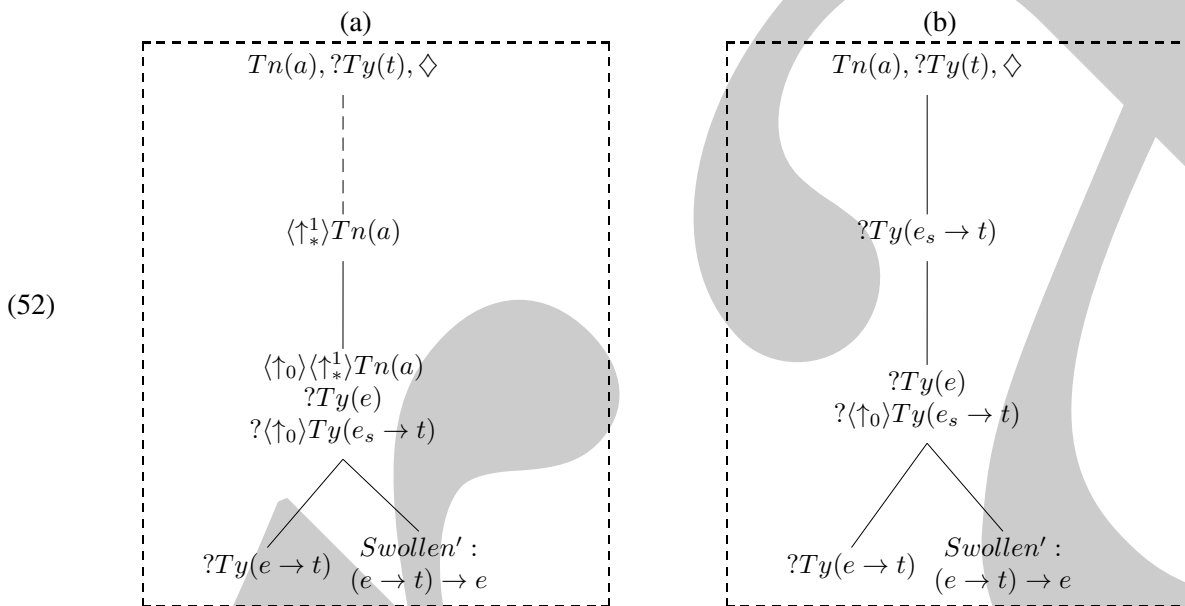 (52)
(a)
Tn(a), ?Ty(t), ◇
⟨↑¹∗⟩Tn(a)
⟨↑₀⟩⟨↑¹∗⟩Tn(a)
?Ty(e)
?⟨↑₀⟩Ty(eₛ → t)
?Ty(e → t)
Swollen′ :
(e → t) → e
(b)
Tn(a), ?Ty(t), ◇
?Ty(eₛ → t)
?Ty(e)
?⟨↑₀⟩Ty(eₛ → t)
?Ty(e → t)
Swollen′ :
(e → t) → e